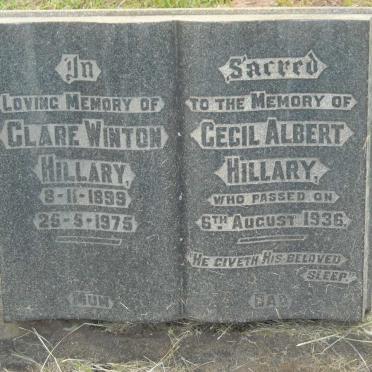 In
Loving Memory of
Clare Winton
Hillary,
8-11-1899
25-5-1975
Mum
Sacred
to the Memory of
Cecil Albert
Hillary,
who passed on
6th August 1936.
He giveth His beloved
sleep.
Dad